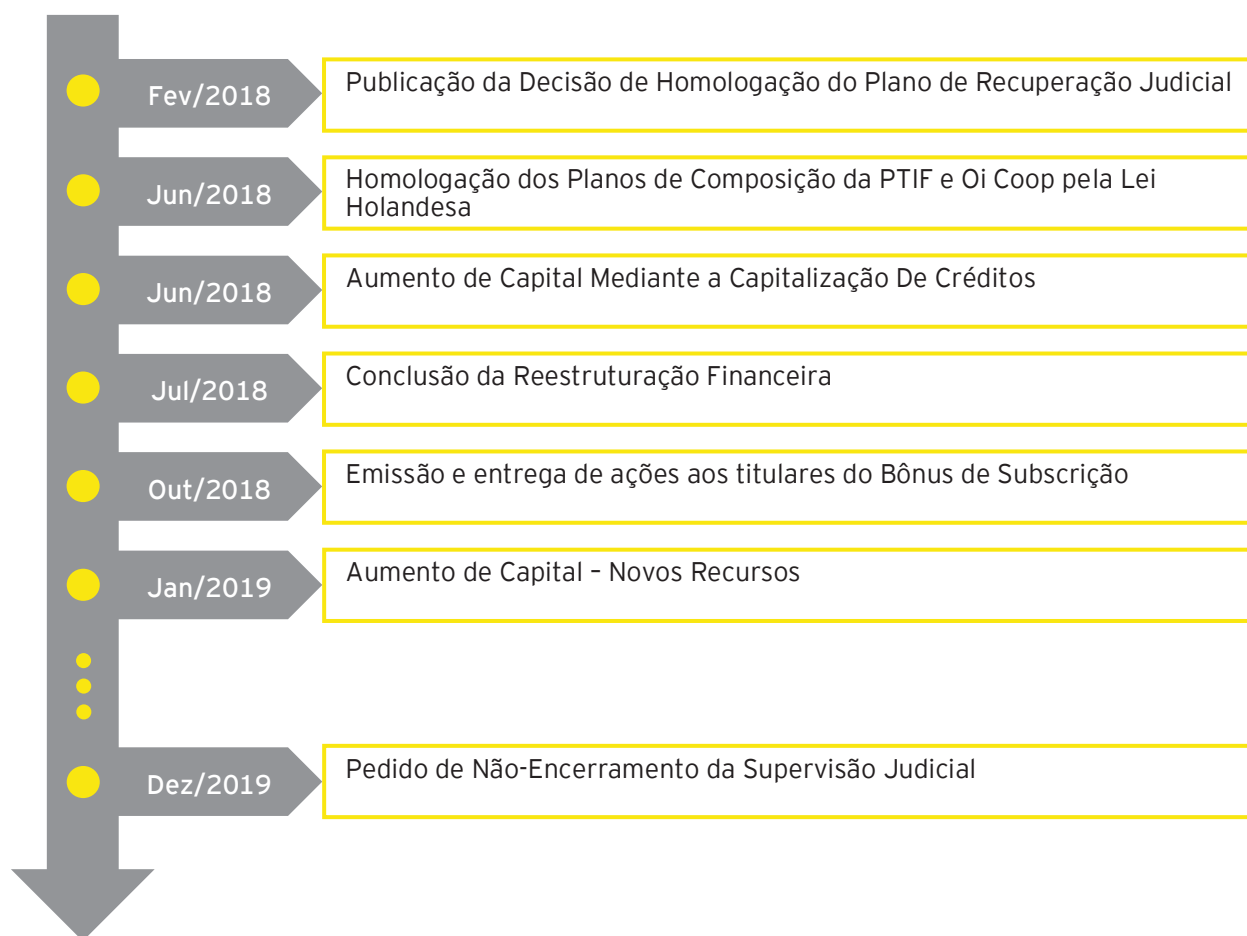 Fev/2018
Publicação da Decisão de Homologação do Plano de Recuperação Judicial
Jun/2018
Homologação dos Planos de Composição da PTIF e Oi Coop pela Lei
Holandesa
Jun/2018
Aumento de Capital Mediante a Capitalização De Créditos
Jul/2018
Conclusão da Reestruturação Financeira
Out/2018
Emissão e entrega de ações aos titulares do Bônus de Subscrição
Jan/2019
Aumento de Capital – Novos Recursos
Dez/2019
Pedido de Não-Encerramento da Supervisão Judicial